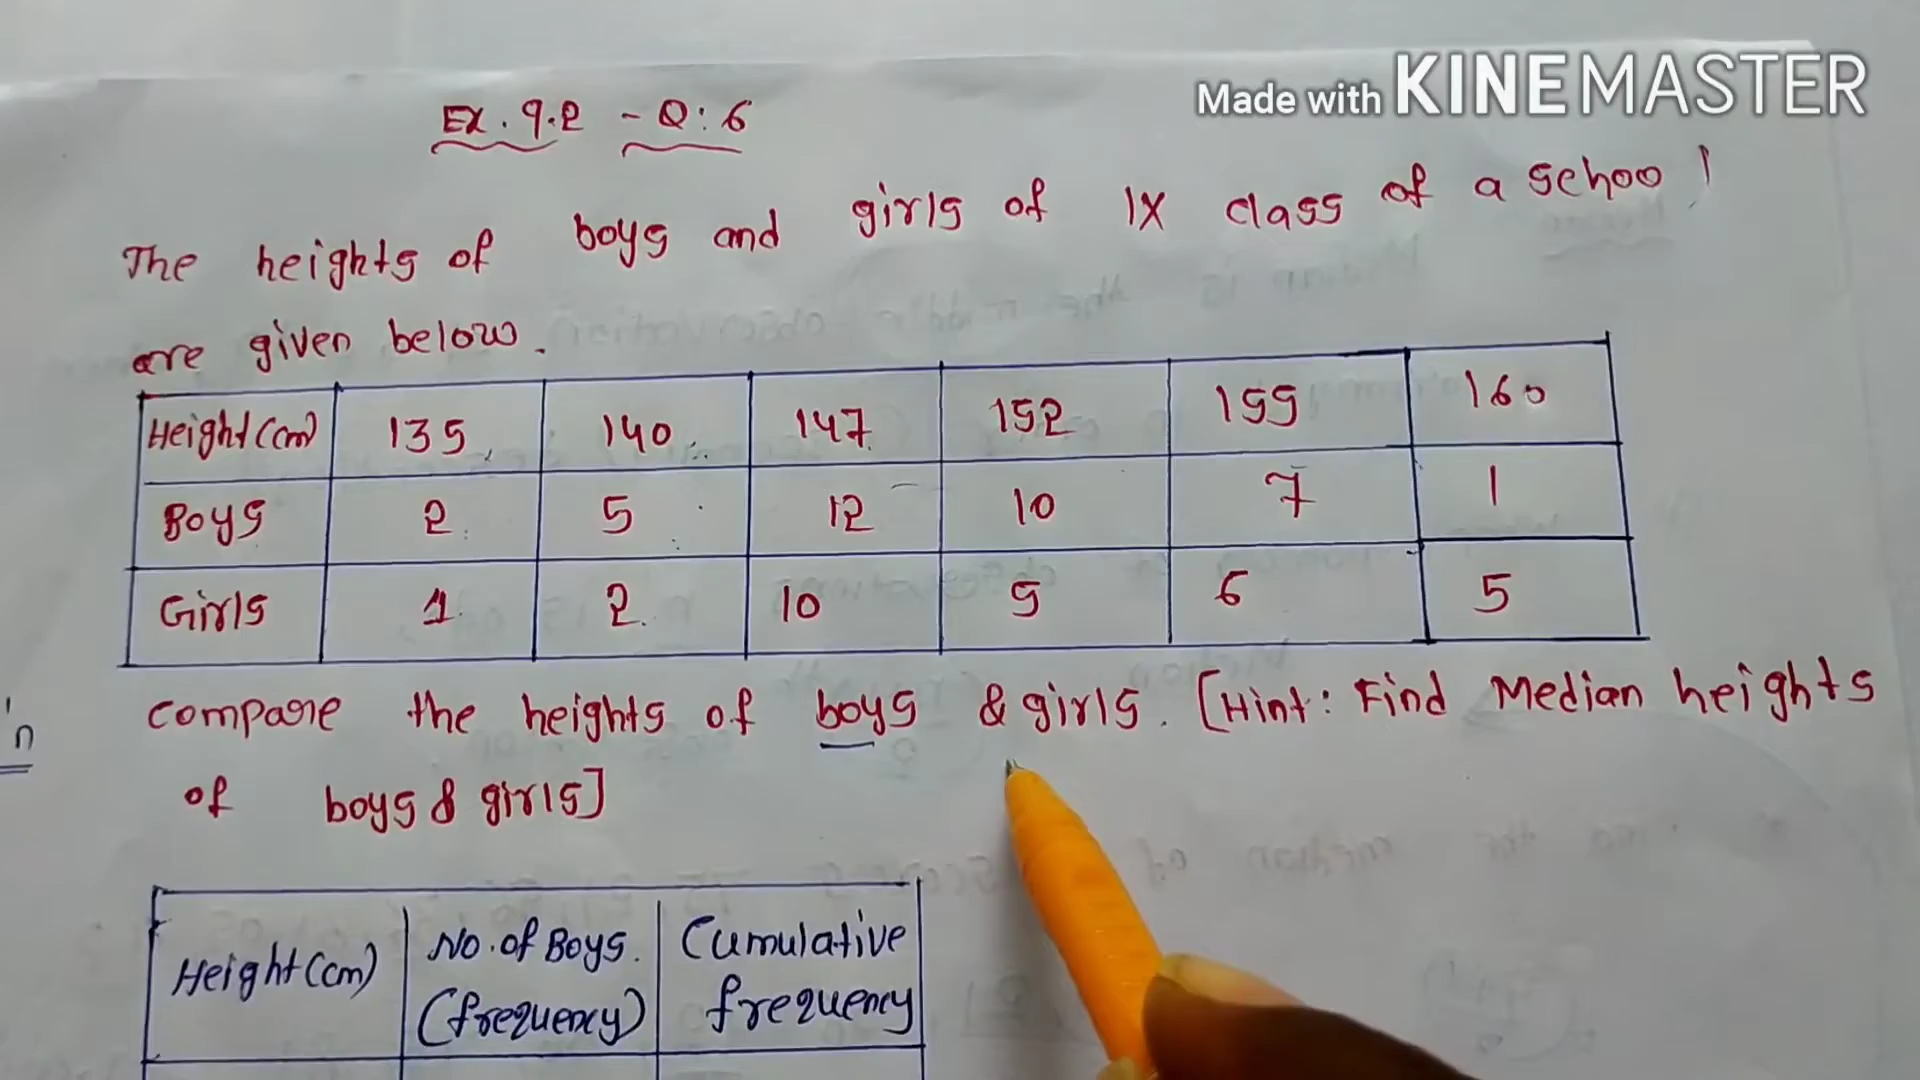 Made with KINEMASTER
Ex. 9.2 - Q: 6
The heights of boys and girls of IX class of a school
are given below.
Height(cm) 135 140 147 152 155 160
Boys 2 5 12 10 7 1
Girls 1 2 10 5 6 5
compare the heights of boys & girls. [Hint: Find Median heights
of boys & girls]
Height(cm) No. of Boys. (frequency) Cumulative frequency